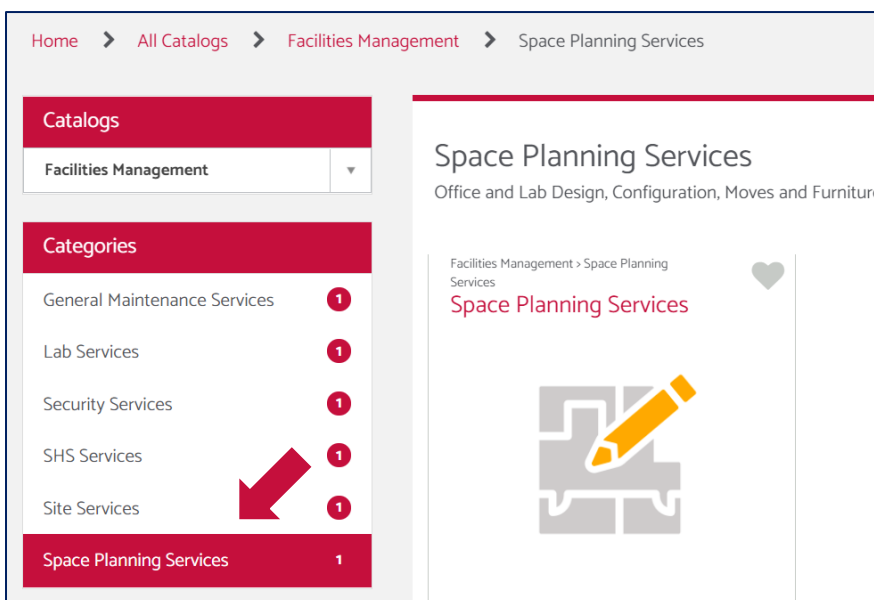 Home > All Catalogs > Facilities Management > Space Planning Services
Catalogs
Facilities Management
Categories
General Maintenance Services 1
Lab Services 1
Security Services 1
SHS Services 1
Site Services 1
Space Planning Services 1
Space Planning Services
Office and Lab Design, Configuration, Moves and Furniture
Facilities Management > Space Planning
Services
Space Planning Services